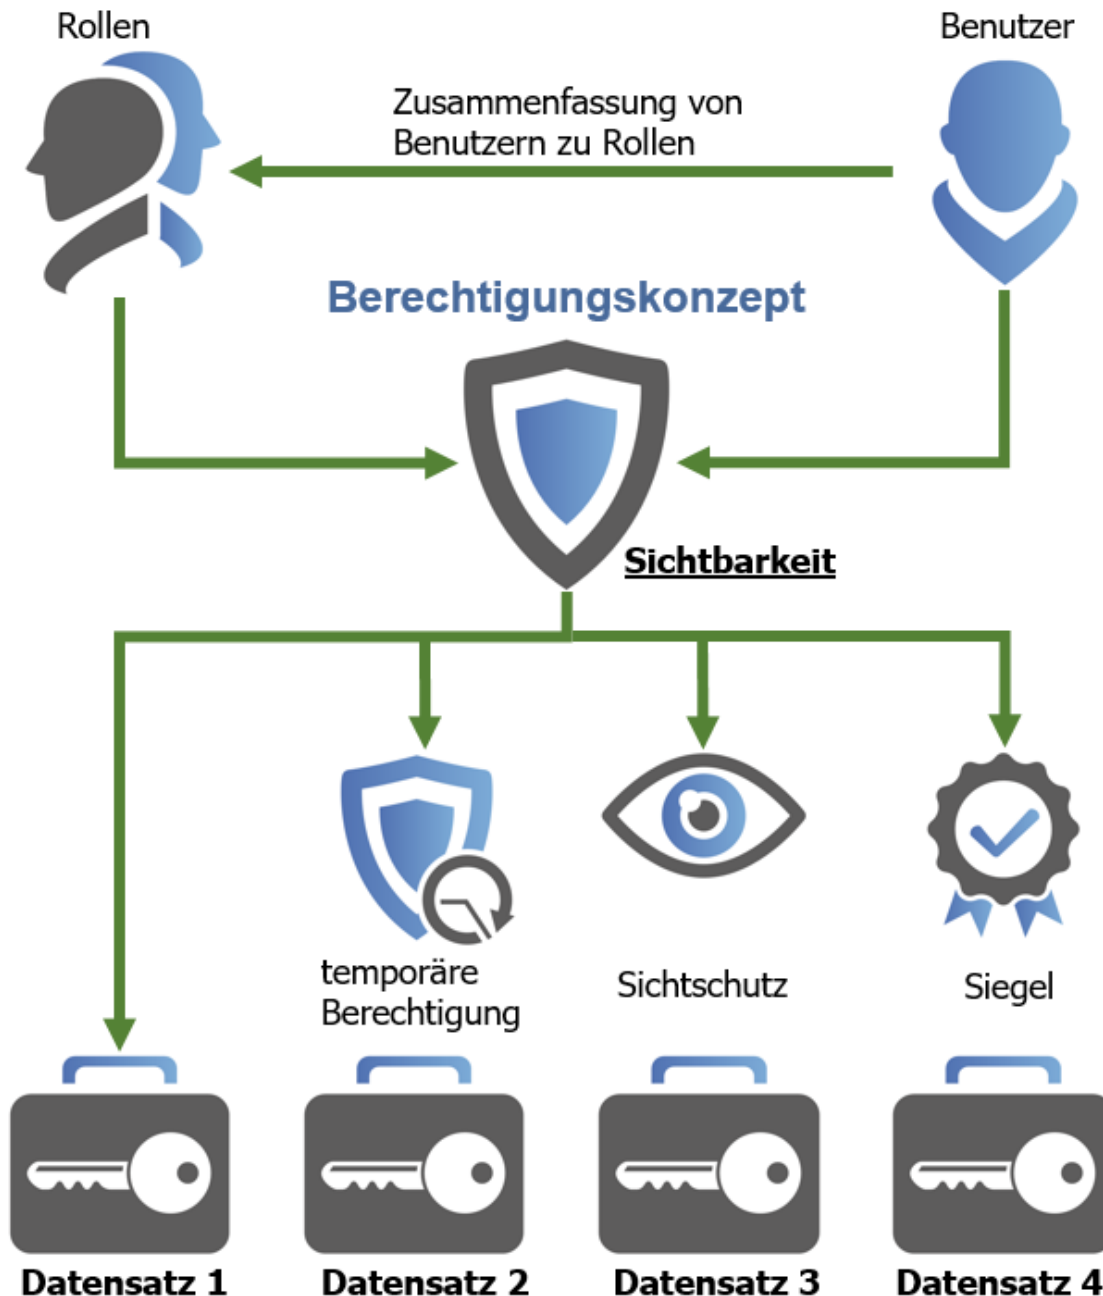 Rollen
Benutzer
Zusammenfassung von
Benutzern zu Rollen
Berechtigungskonzept
Sichtbarkeit
temporäre
Berechtigung
Sichtschutz
Siegel
Datensatz 1
Datensatz 2
Datensatz 3
Datensatz 4